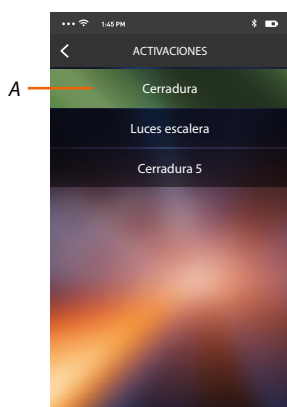 1:45 PM
ACTIVACIONES
A
Cerradura
Luces escalera
Cerradura 5